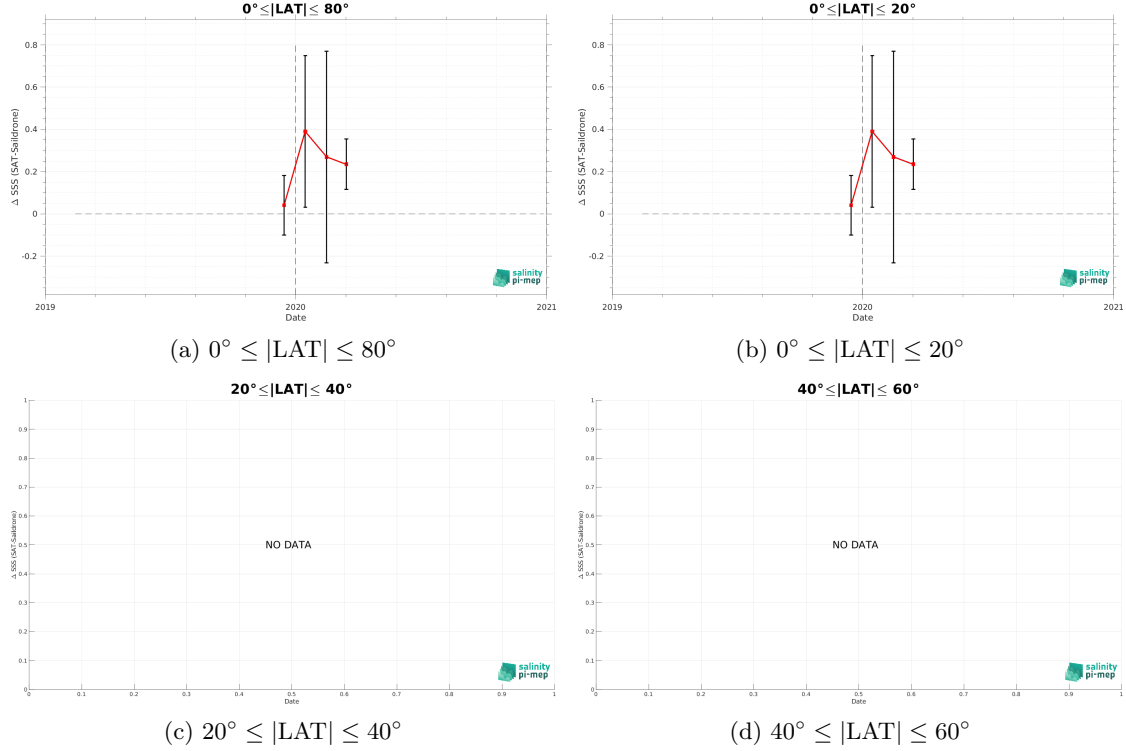 0°≤|LAT|≤ 80°
Δ SSS (SAT-Saildrone)
0.8
0.6
0.4
0.2
0
-0.2
2019
2020
2021
Date
salinity
pi-mep
(a) 0° ≤ |LAT| ≤ 80°
0°≤|LAT|≤ 20°
Δ SSS (SAT-Saildrone)
0.8
0.6
0.4
0.2
0
-0.2
2019
2020
2021
Date
salinity
pi-mep
(b) 0° ≤ |LAT| ≤ 20°
20°≤|LAT|≤ 40°
Δ SSS (SAT-Saildrone)
1
0.9
0.8
0.7
0.6
0.5
0.4
0.3
0.2
0.1
0
NO DATA
0 0.1 0.2 0.3 0.4 0.5 0.6 0.7 0.8 0.9 1
Date
salinity
pi-mep
(c) 20° ≤ |LAT| ≤ 40°
40°≤|LAT|≤ 60°
Δ SSS (SAT-Saildrone)
1
0.9
0.8
0.7
0.6
0.5
0.4
0.3
0.2
0.1
0
NO DATA
0 0.1 0.2 0.3 0.4 0.5 0.6 0.7 0.8 0.9 1
Date
salinity
pi-mep
(d) 40° ≤ |LAT| ≤ 60°